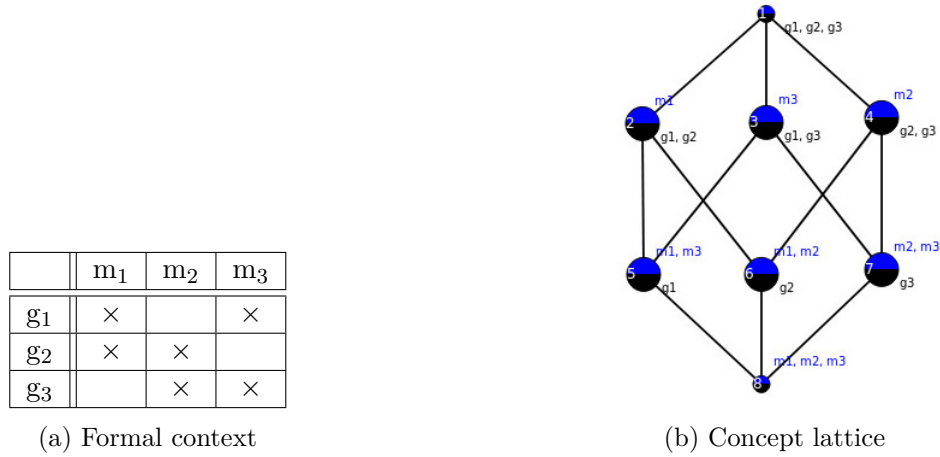 m₁ m₂ m₃
g₁ × ×
g₂ × ×
g₃ × ×
(a) Formal context
1
g1, g2, g3
m1 m3 m2
2 3 4
g1, g2 g1, g3 g2, g3
m1, m3 m1, m2 m2, m3
5 6 7
g1 g2 g3
m1, m2, m3
8
(b) Concept lattice